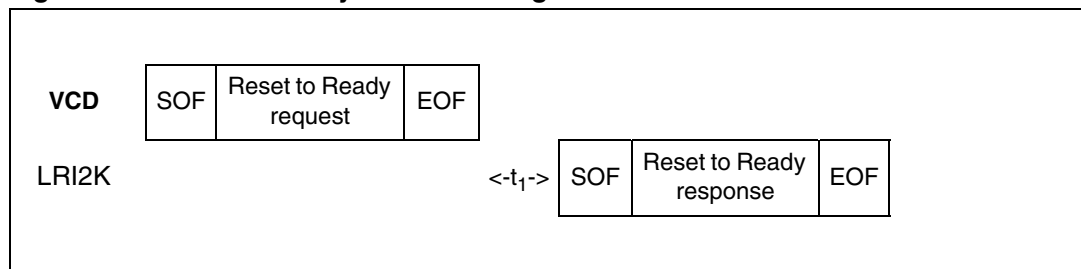 VCD
SOF
Reset to Ready
request
EOF
LRI2K
<-t1->
SOF
Reset to Ready
response
EOF